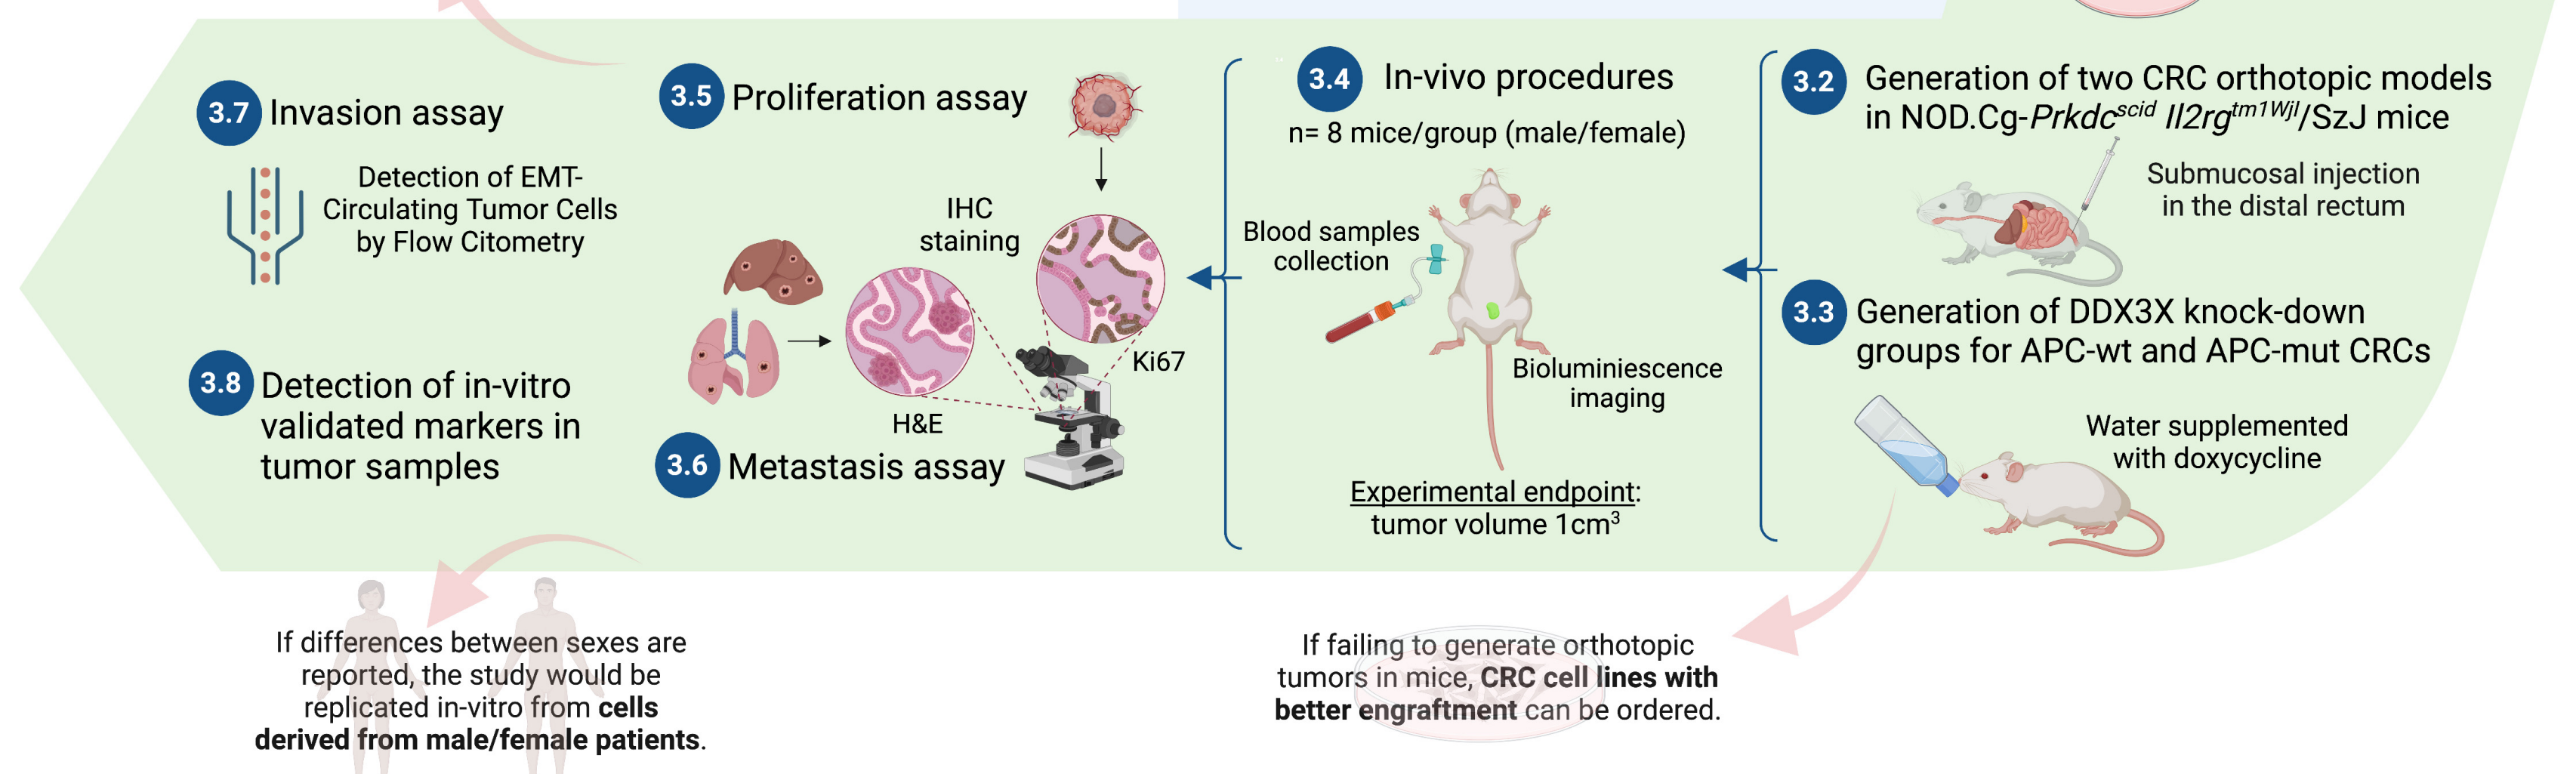 3.7 Invasion assay
Detection of EMT-
Circulating Tumor Cells
by Flow Citometry
3.8 Detection of in-vitro
validated markers in
tumor samples
3.5 Proliferation assay
IHC
staining
Ki67
H&E
3.6 Metastasis assay
3.4 In-vivo procedures
n= 8 mice/group (male/female)
Blood samples
collection
Bioluminiescence
imaging
Experimental endpoint:
tumor volume 1cm³
3.2 Generation of two CRC orthotopic models
in NOD.Cg-Prkdcscid Il2rgtm1Wjl/SzJ mice
Submucosal injection
in the distal rectum
3.3 Generation of DDX3X knock-down
groups for APC-wt and APC-mut CRCs
Water supplemented
with doxycycline
If differences between sexes are
reported, the study would be
replicated in-vitro from cells
derived from male/female patients.
If failing to generate orthotopic
tumors in mice, CRC cell lines with
better engraftment can be ordered.